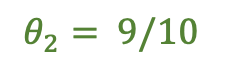 θ₂ = 9/10